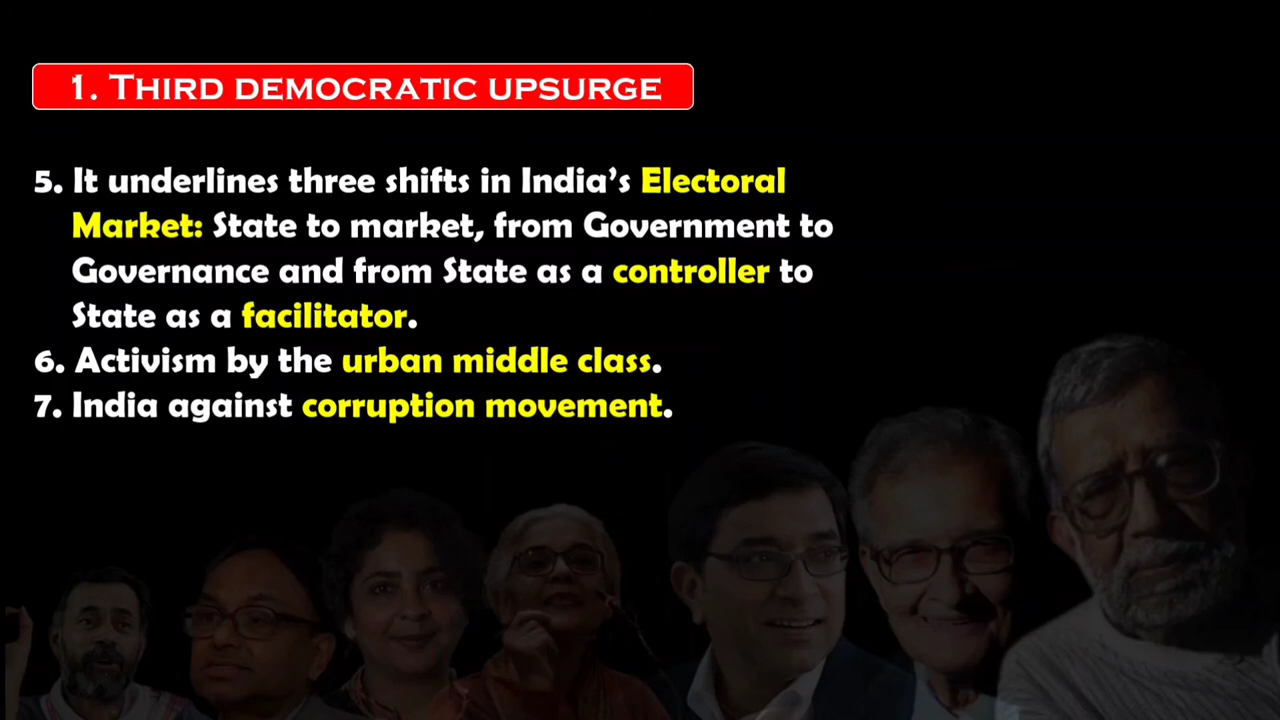 1. THIRD DEMOCRATIC UPSURGE
5. It underlines three shifts in India’s Electoral
Market: State to market, from Government to
Governance and from State as a controller to
State as a facilitator.
6. Activism by the urban middle class.
7. India against corruption movement.